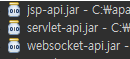 jsp-api.jar - C:₩apa
servlet-api.jar - C:₩
websocket-api.jar - C